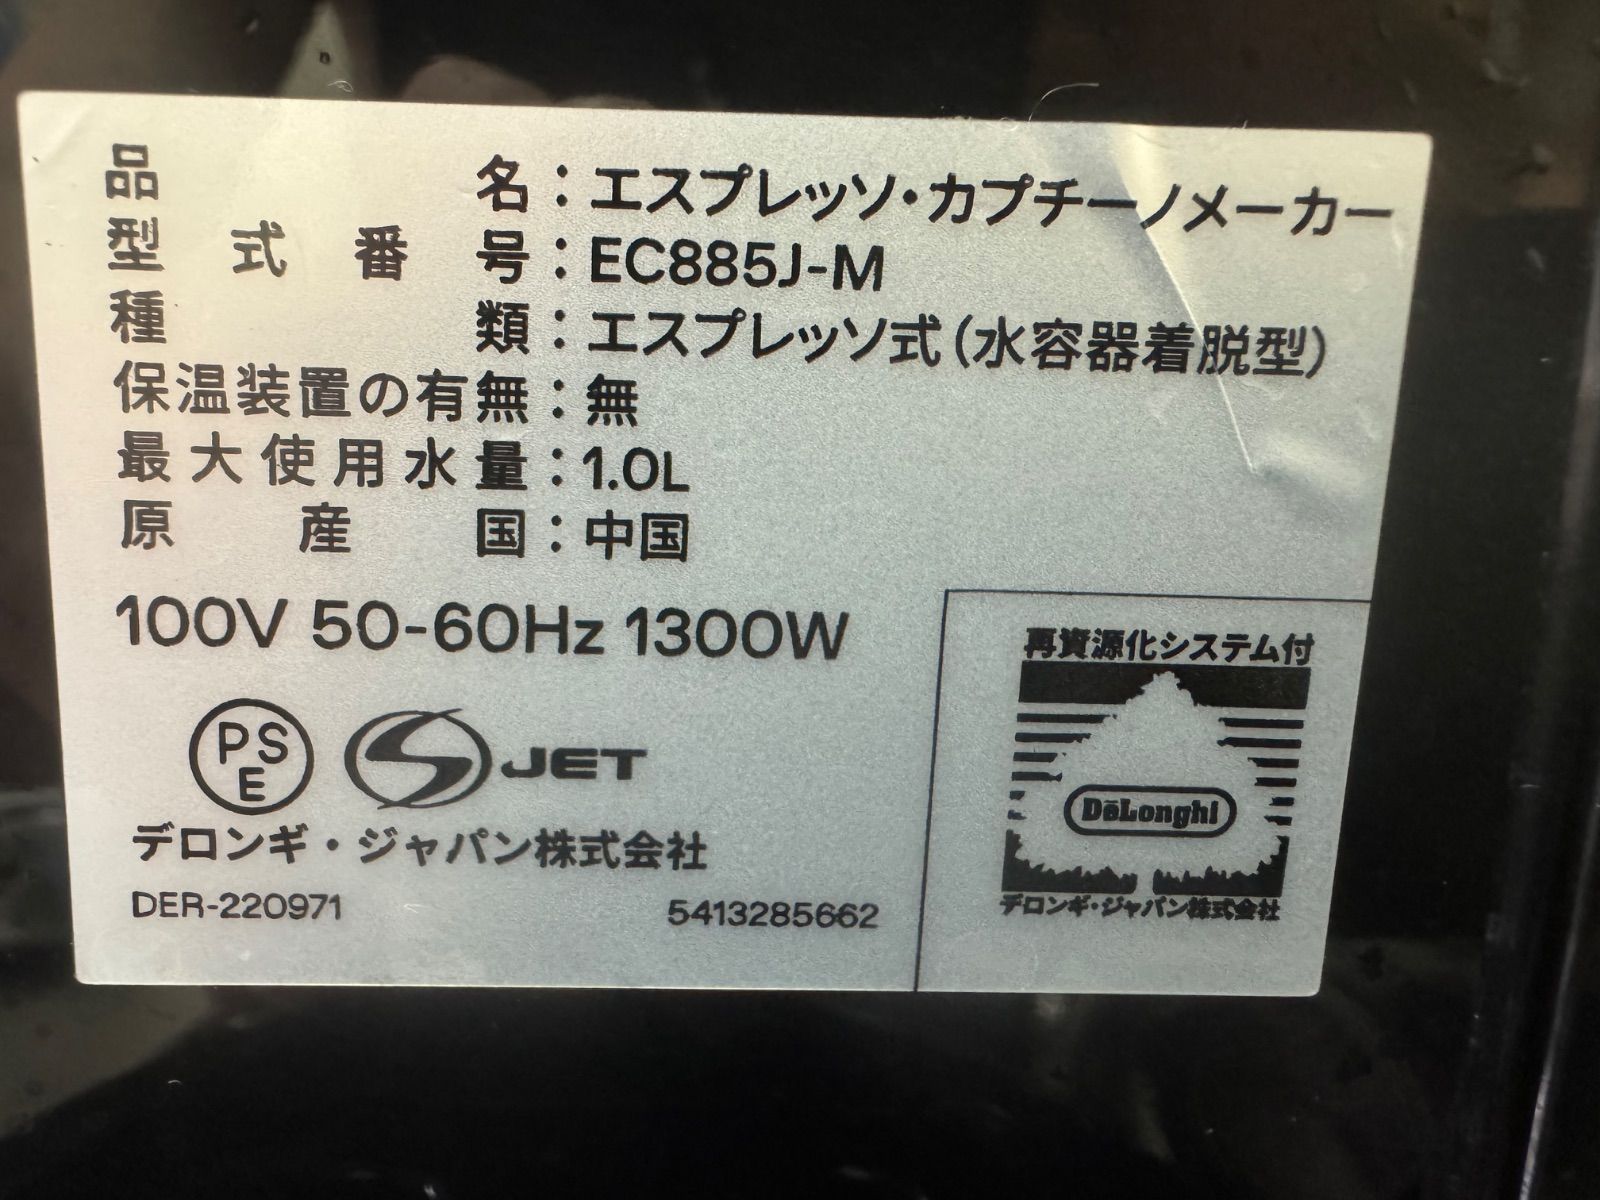 品名：エスプレッソ・カプチーノメーカー
型式番号：EC885J-M
種類：エスプレッソ式（水容器着脱型）
保温装置の有無：無
最大使用水量：1.0L
原産国：中国
100V 50-60Hz 1300W
PS
E
JET
デロンギ・ジャパン株式会社
DER-220971 5413285662
再資源化システム付
DēLonghi
デロンギ・ジャパン株式会社